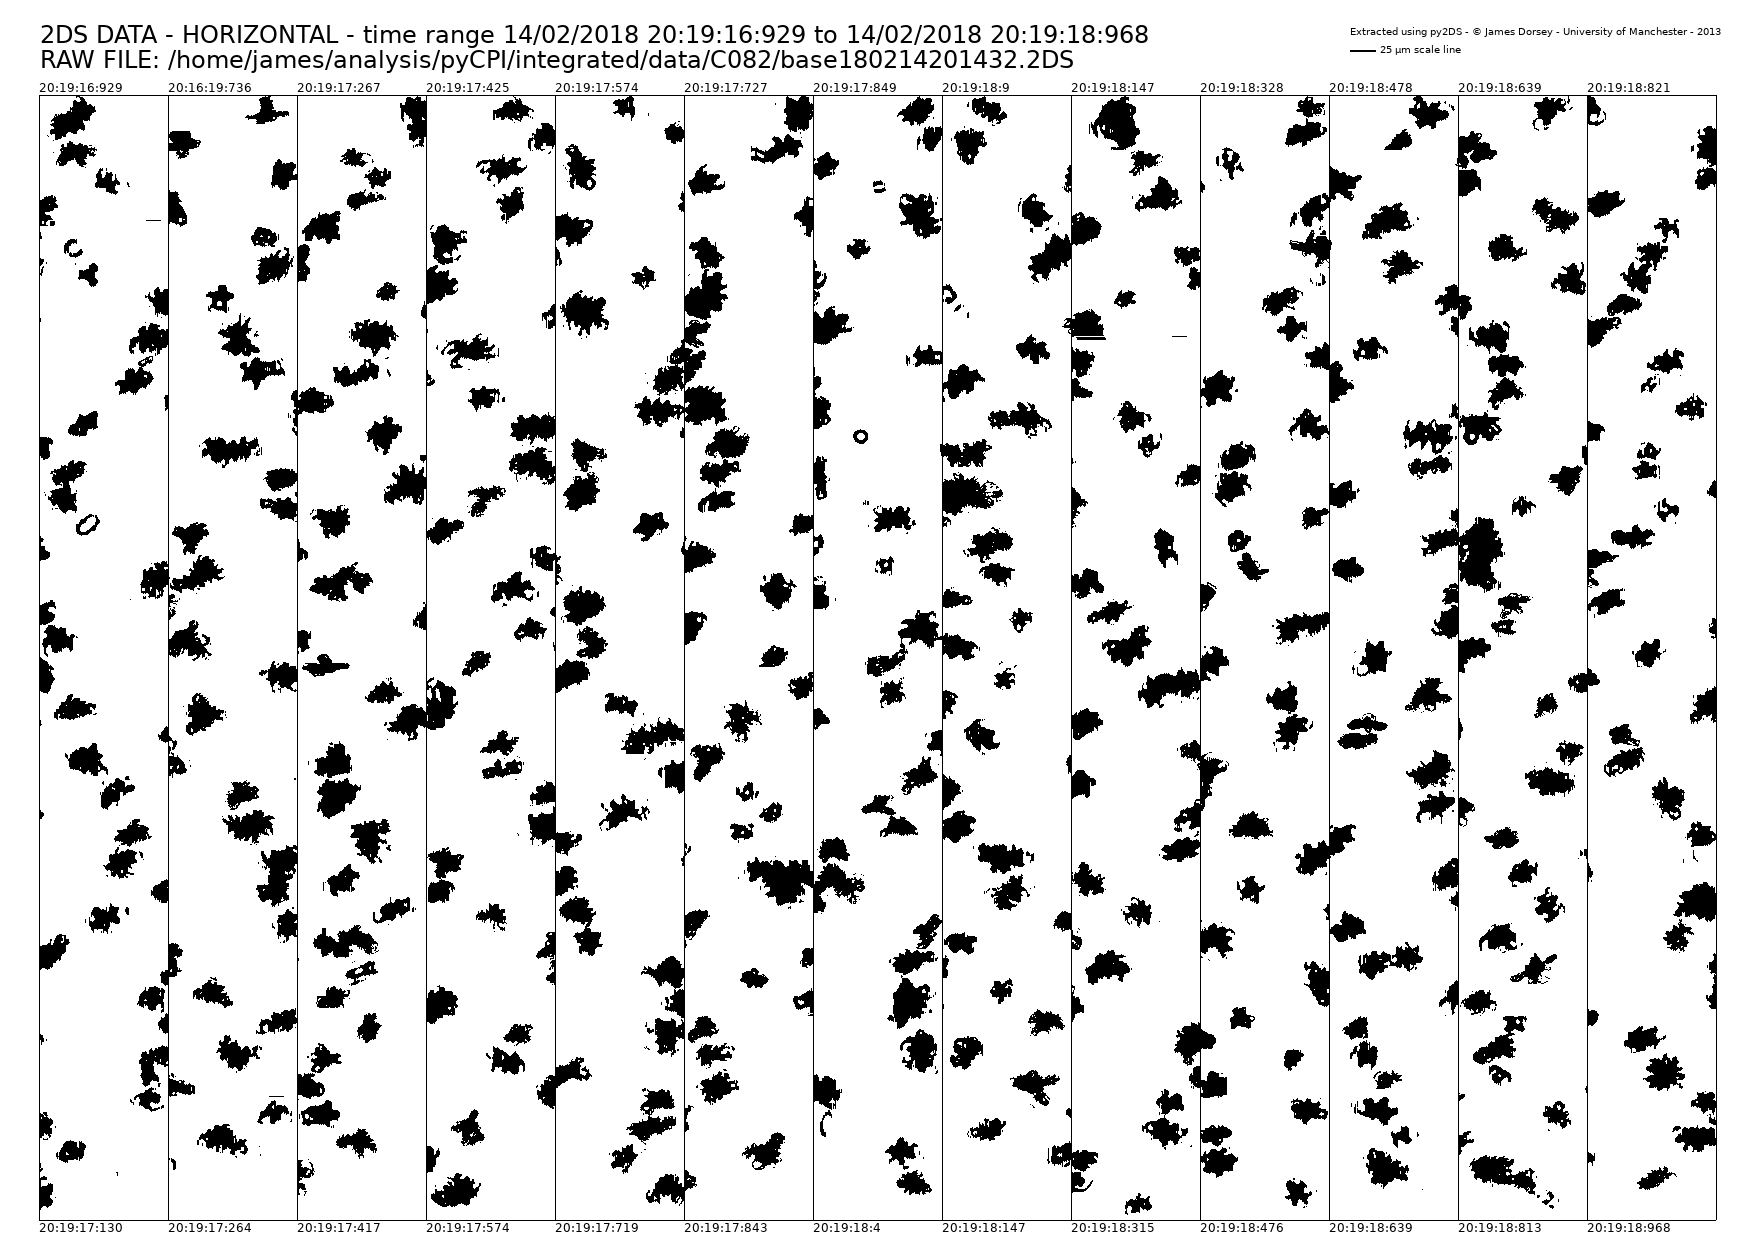 2DS DATA - HORIZONTAL - time range 14/02/2018 20:19:16:929 to 14/02/2018 20:19:18:968
RAW FILE: /home/james/analysis/pyCPI/integrated/data/C082/base180214201432.2DS
Extracted using py2DS - © James Dorsey - University of Manchester - 2013
25 µm scale line
20:19:16:929 20:16:19:736 20:19:17:267 20:19:17:425 20:19:17:574 20:19:17:727 20:19:17:849 20:19:18:9 20:19:18:147 20:19:18:328 20:19:18:478 20:19:18:639 20:19:18:821
20:19:17:130 20:19:17:264 20:19:17:417 20:19:17:574 20:19:17:719 20:19:17:843 20:19:18:4 20:19:18:147 20:19:18:315 20:19:18:476 20:19:18:639 20:19:18:813 20:19:18:968